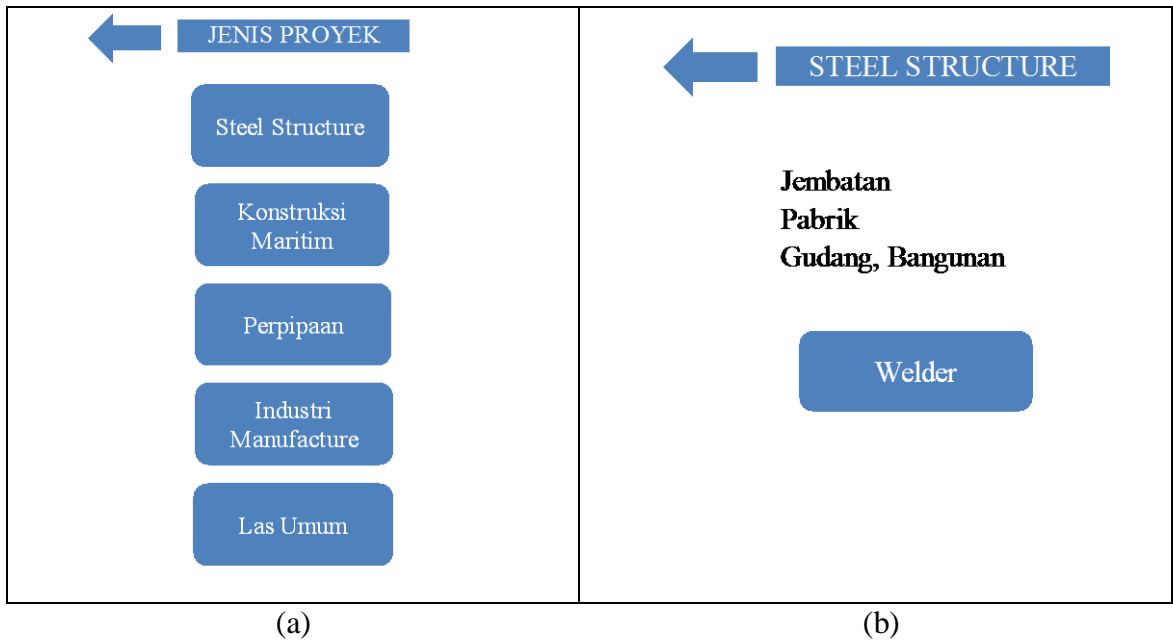 JENIS PROYEK
Steel Structure
Konstruksi
Maritim
Perpipaan
Industri
Manufacture
Las Umum
(a)
STEEL STRUCTURE
Jembatan
Pabrik
Gudang, Bangunan
Welder
(b)